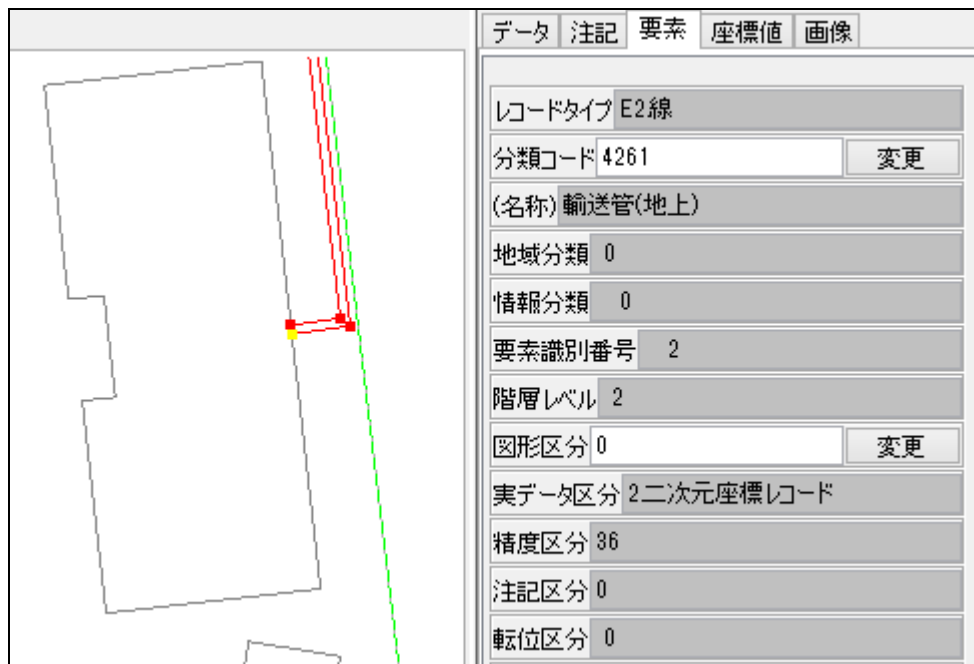 データ 注記 要素 座標値 画像
レコードタイプ E2線
分類コード 4261 変更
(名称) 輸送管(地上)
地域分類 0
情報分類 0
要素識別番号 2
階層レベル 2
図形区分 0 変更
実データ区分 2二次元座標レコード
精度区分 36
注記区分 0
転位区分 0